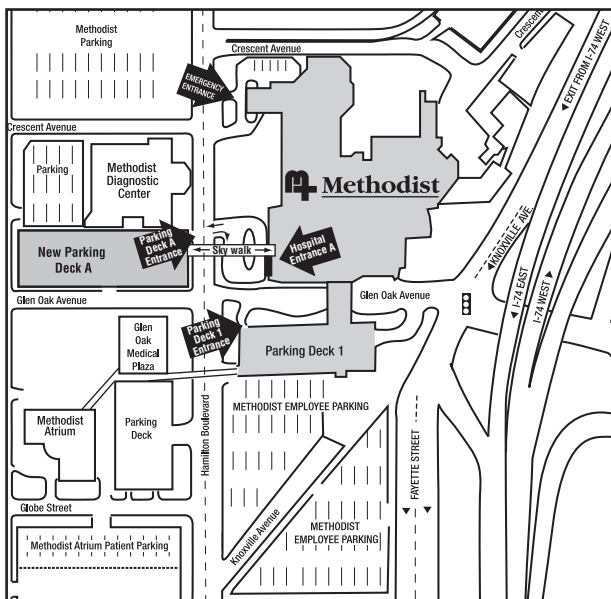 Methodist
Parking
Crescent Avenue
Crescent
EXIT FROM I-74 WEST
EMERGENCY
ENTRANCE
Crescent Avenue
Parking
Methodist
Diagnostic
Center
Methodist
KNOXVILLE AVE.
New Parking
Deck A
Parking
Deck A
Entrance
Sky walk
Hospital
Entrance A
Glen Oak Avenue
Glen Oak Avenue
I-74 EAST
I-74 WEST
Glen
Oak
Medical
Plaza
Parking
Deck 1
Entrance
Parking Deck 1
METHODIST EMPLOYEE PARKING
Methodist
Atrium
Parking
Deck
Hamilton Boulevard
FAYETTE STREET
Globe Street
Knoxville Avenue
METHODIST
EMPLOYEE PARKING
Methodist Atrium Patient Parking